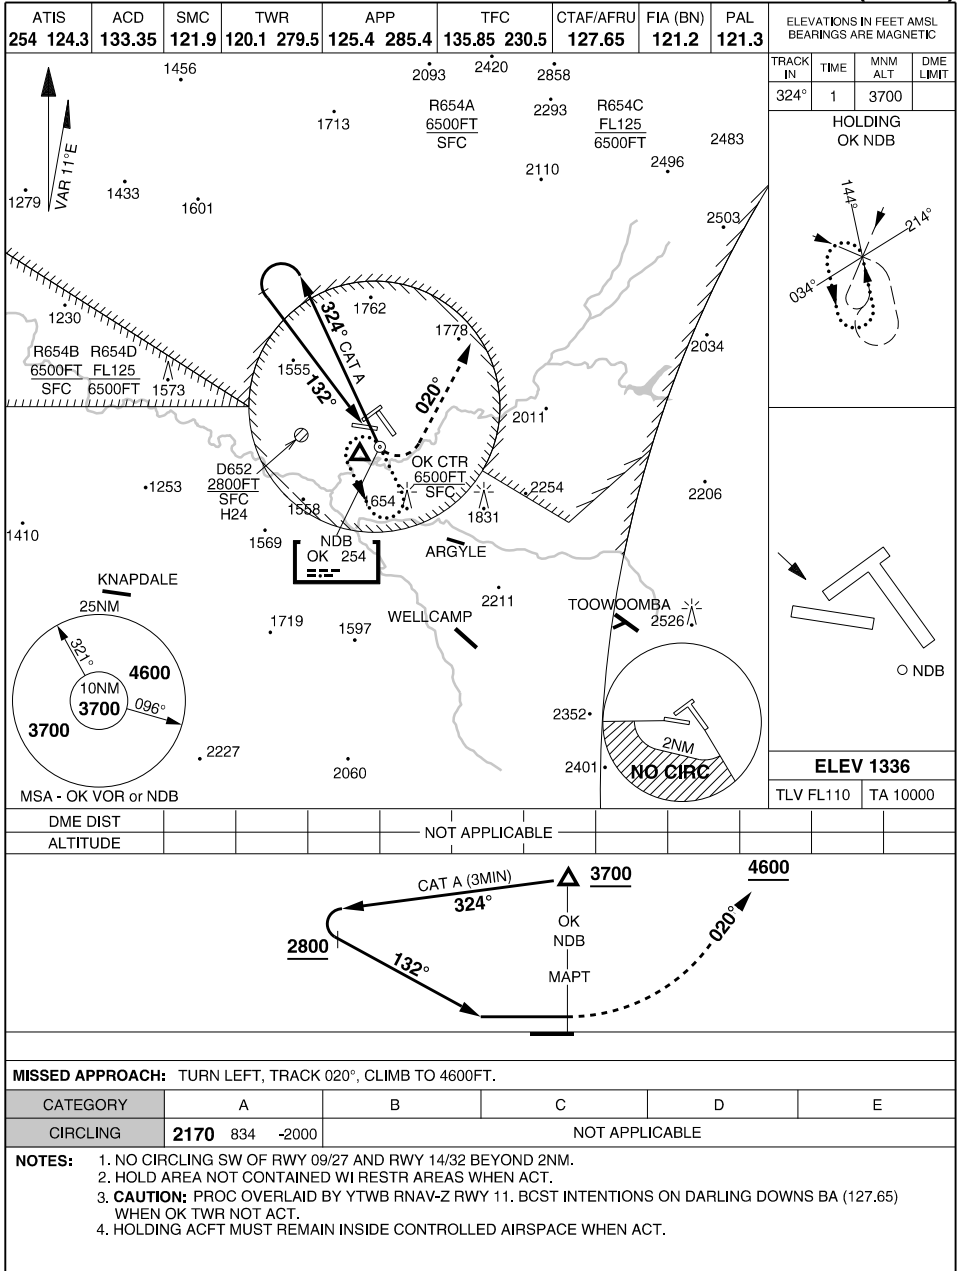 ATIS ACD SMC TWR APP TFC CTAF/AFRU FIA (BN) PAL
254 124.3 133.35 121.9 120.1 279.5 125.4 285.4 135.85 230.5 127.65 121.2 121.3
ELEVATIONS IN FEET AMSL
BEARINGS ARE MAGNETIC
TRACK IN TIME MNM ALT DME LIMIT
324° 1 3700
HOLDING
OK NDB
144°
214°
034°
VAR 11°E
1456
2093
2420
2858
1713
R654A
6500FT
SFC
2293
R654C
FL125
6500FT
2483
2110
2496
1279
1433
1601
2503
1230
1762
324° CAT A
1778
2034
R654B
6500FT
SFC
R654D
FL125
6500FT
1573
1555
132°
020°
2011
D652
2800FT
SFC
H24
OK CTR
6500FT
SFC
1253
1654
2254
2206
1558
1831
1410
1569
NDB
OK 254
ARGYLE
KNAPDALE
2211
WELLCAMP
TOOWOOMBA
2526
1719
1597
25NM
321°
4600
10NM
3700
096°
3700
2227
2060
2352
2401
2NM
NO CIRC
MSA - OK VOR or NDB
NDB
ELEV 1336
TLV FL110 TA 10000
DME DIST
ALTITUDE
NOT APPLICABLE
CAT A (3MIN)
324°
3700
4600
OK
NDB
MAPT
2800
132°
020°
MISSED APPROACH: TURN LEFT, TRACK 020°, CLIMB TO 4600FT.
CATEGORY A B C D E
CIRCLING 2170 834 -2000 NOT APPLICABLE
NOTES: 1. NO CIRCLING SW OF RWY 09/27 AND RWY 14/32 BEYOND 2NM.
2. HOLD AREA NOT CONTAINED WI RESTR AREAS WHEN ACT.
3. CAUTION: PROC OVERLAID BY YTWB RNAV-Z RWY 11. BCST INTENTIONS ON DARLING DOWNS BA (127.65)
WHEN OK TWR NOT ACT.
4. HOLDING ACFT MUST REMAIN INSIDE CONTROLLED AIRSPACE WHEN ACT.